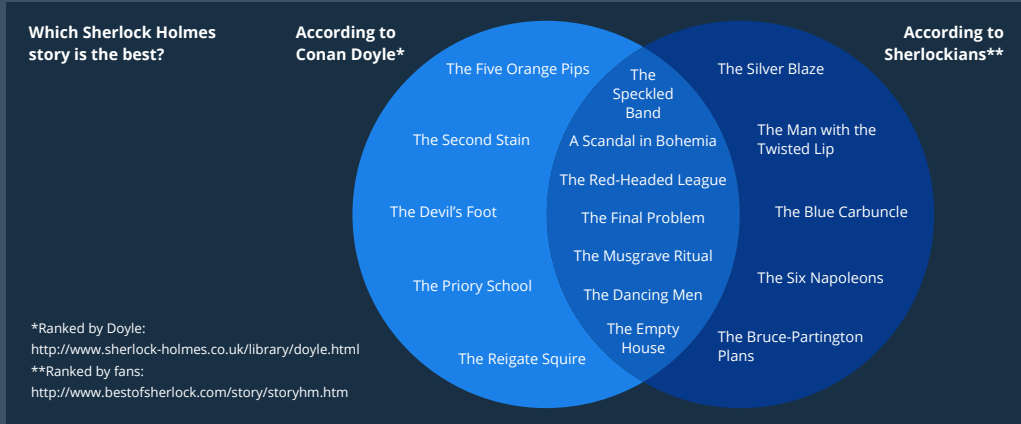 Which Sherlock Holmes
story is the best?
According to
Conan Doyle*
According to
Sherlockians**
The Five Orange Pips
The Second Stain
The Devil's Foot
The Priory School
The Reigate Squire
The
Speckled
Band
A Scandal in Bohemia
The Red-Headed League
The Final Problem
The Musgrave Ritual
The Dancing Men
The Empty
House
The Silver Blaze
The Man with the
Twisted Lip
The Blue Carbuncle
The Six Napoleons
The Bruce-Partington
Plans
*Ranked by Doyle:
http://www.sherlock-holmes.co.uk/library/doyle.html
**Ranked by fans:
http://www.bestofsherlock.com/story/storyhm.htm